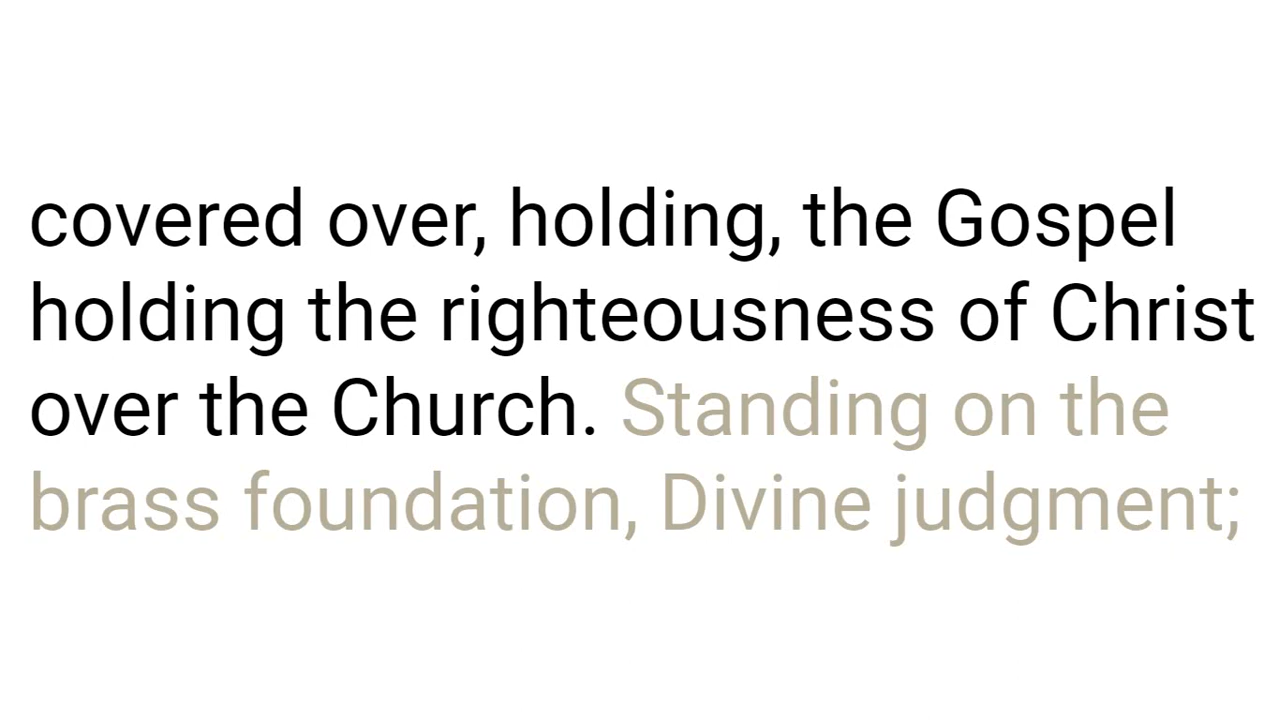 covered over, holding, the Gospel
holding the righteousness of Christ
over the Church. Standing on the
brass foundation, Divine judgment;